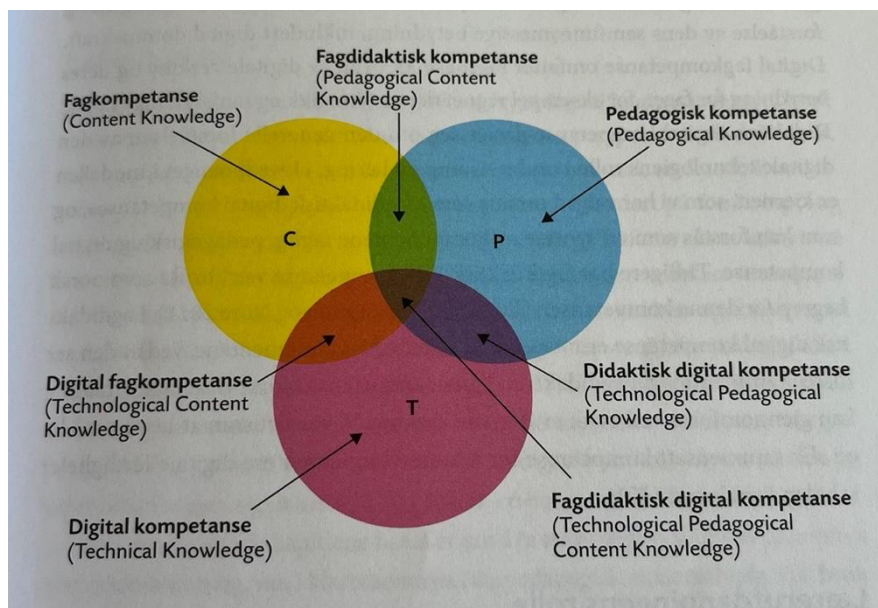 Fagdidaktisk kompetanse
(Pedagogical Content
Knowledge)
Fagkompetanse
(Content Knowledge)
Pedagogisk kompetanse
(Pedagogical Knowledge)
C
P
T
Digital fagkompetanse
(Technological Content
Knowledge)
Didaktisk digital kompetanse
(Technological Pedagogical
Knowledge)
Digital kompetanse
(Technical Knowledge)
Fagdidaktisk digital kompetanse
(Technological Pedagogical
Content Knowledge)